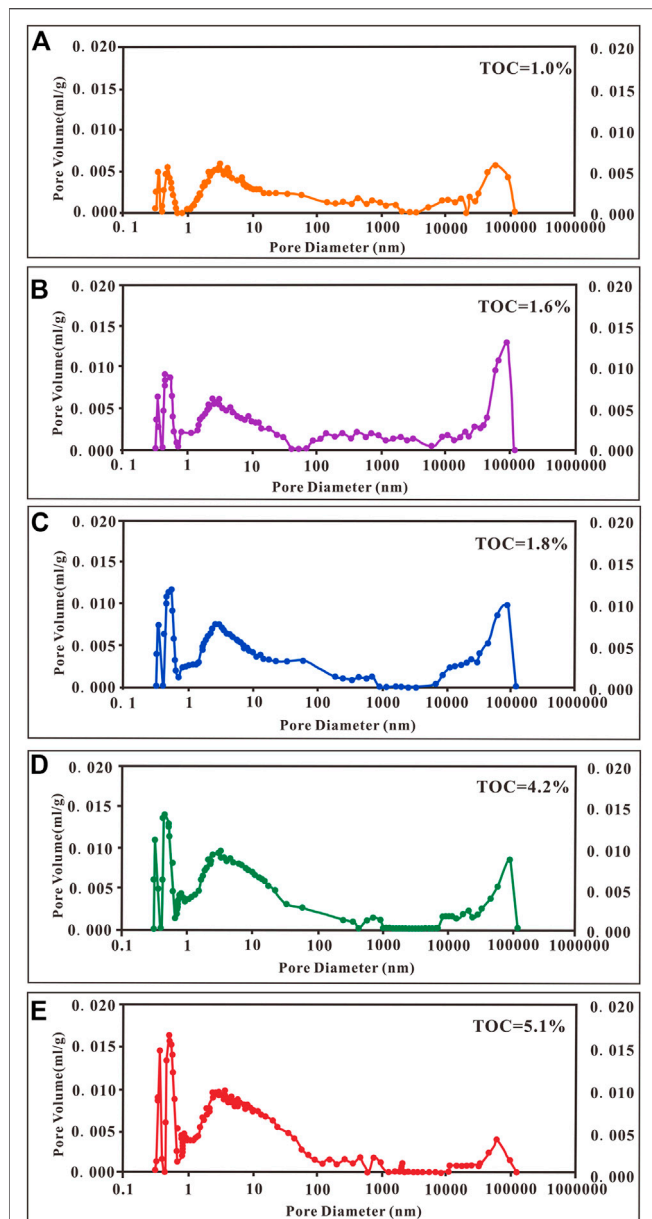 A
0. 020 0. 020
TOC=1.0%
0. 015 0. 015
0. 010 0. 010
0. 005 0. 005
0. 000 0. 000
Pore Volume(ml/g)
0. 1 1 10 100 1000 10000 100000 1000000
Pore Diameter (nm)
B
0. 020 0. 020
TOC=1.6%
0. 015 0. 015
0. 010 0. 010
0. 005 0. 005
0. 000 0. 000
Pore Volume(ml/g)
0. 1 1 10 100 1000 10000 100000 1000000
Pore Diameter (nm)
C
0. 020 0. 020
TOC=1.8%
0. 015 0. 015
0. 010 0. 010
0. 005 0. 005
0. 000 0. 000
Pore Volume(ml/g)
0. 1 1 10 100 1000 10000 100000 1000000
Pore Diameter (nm)
D
0. 020 0. 020
TOC=4.2%
0. 015 0. 015
0. 010 0. 010
0. 005 0. 005
0. 000 0. 000
Pore Volume(ml/g)
0.1 1 10 100 1000 10000 100000 1000000
Pore Diameter (nm)
E
0. 020 0. 020
TOC=5.1%
0. 015 0. 015
0. 010 0. 010
0. 005 0. 005
0. 000 0. 000
Pore Volume(ml/g)
0.1 1 10 100 1000 10000 100000 1000000
Pore Diameter (nm)